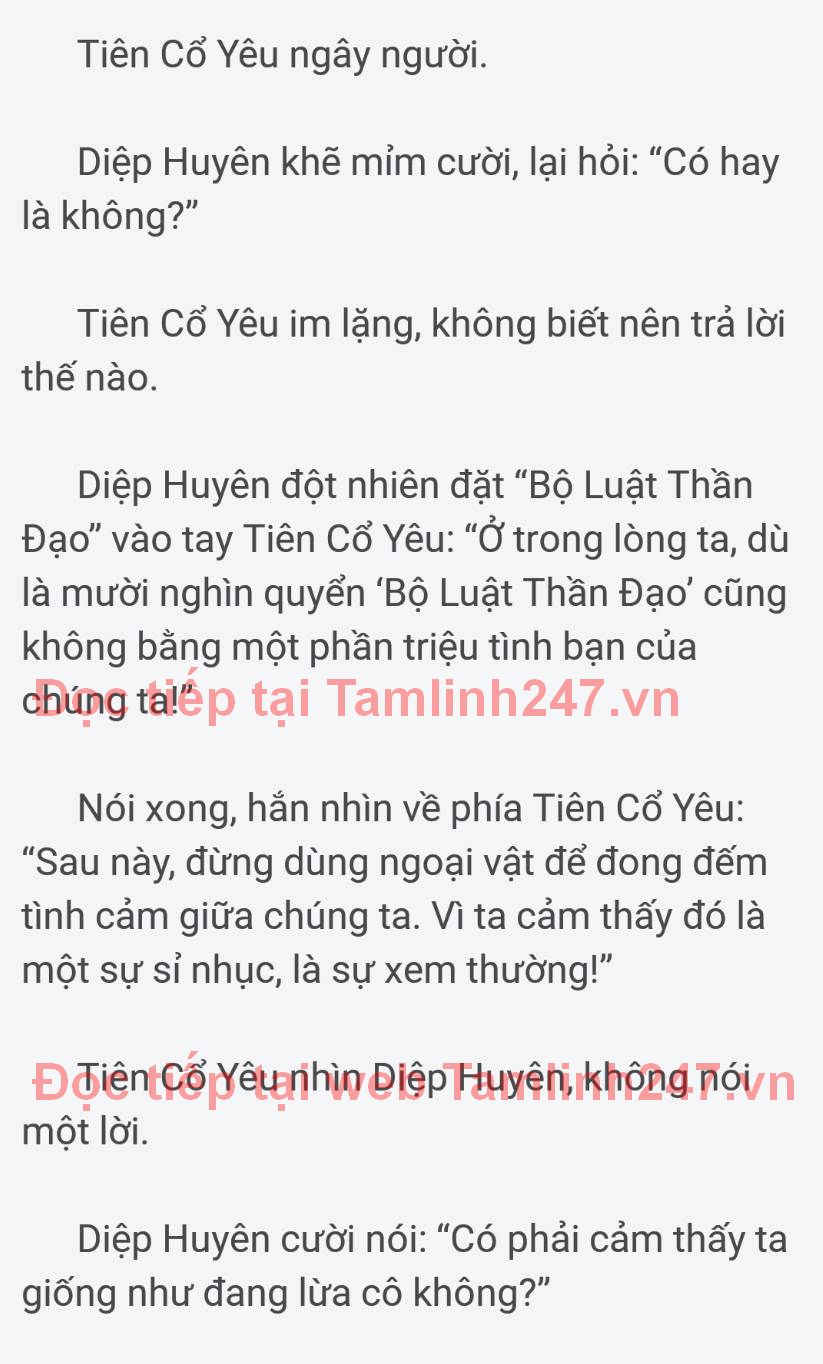 Tiên Cổ Yêu ngây người.
Diệp Huyên khẽ mỉm cười, lại hỏi: “Có hay
là không?”
Tiên Cổ Yêu im lặng, không biết nên trả lời
thế nào.
Diệp Huyên đột nhiên đặt “Bộ Luật Thần
Đạo” vào tay Tiên Cổ Yêu: “Ở trong lòng ta, dù
là mười nghìn quyển ‘Bộ Luật Thần Đạo’ cũng
không bằng một phần triệu tình bạn của
chúng ta!”
Đọc tiếp tại Tamlinh247.vn
Nói xong, hắn nhìn về phía Tiên Cổ Yêu:
“Sau này, đừng dùng ngoại vật để đong đếm
tình cảm giữa chúng ta. Vì ta cảm thấy đó là
một sự sỉ nhục, là sự xem thường!”
Tiên Cổ Yêu nhìn Diệp Huyên, không nói
Đọc tiếp tại web Tamlinh247.vn
một lời.
Diệp Huyên cười nói: “Có phải cảm thấy ta
giống như đang lừa cô không?”